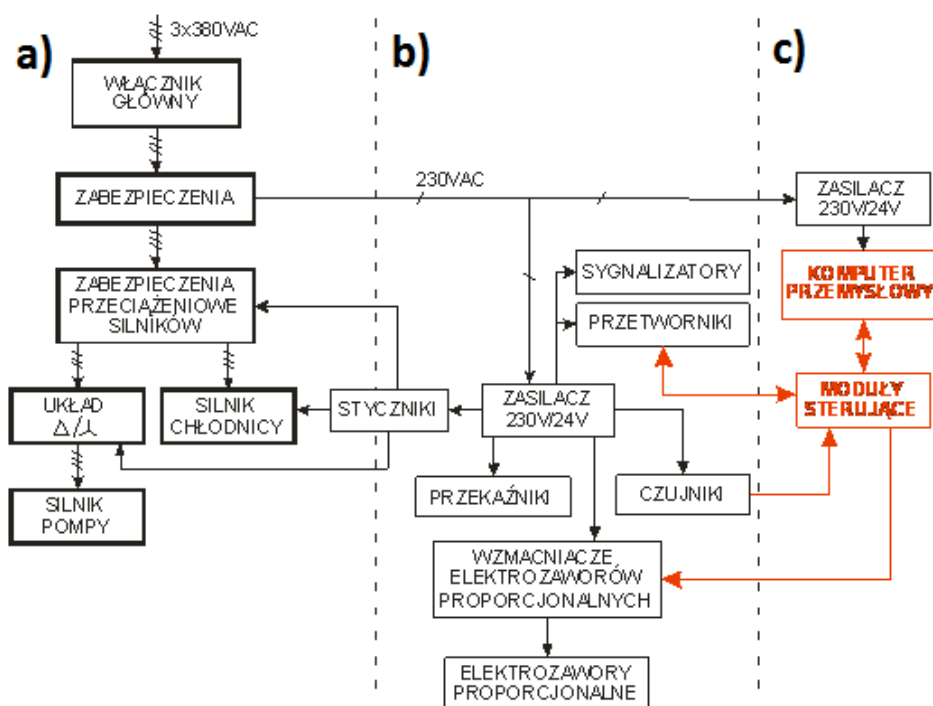 a)
3x380VAC
b)
c)
WŁĄCZNIK
GŁÓWNY
ZABEZPIECZENIA
230VAC
ZASILACZ
230V/24V
ZABEZPIECZENIA
PRZECIĄŻENIOWE
SILNIKÓW
SYGNALIZATORY
PRZETWORNIKI
KOMPUTER
PRZEMYSŁOWY
UKŁAD
Δ/⅄
SILNIK
CHŁODNICY
STYCZNIKI
ZASILACZ
230V/24V
MODUŁY
STERUJĄCE
SILNIK
POMPY
PRZEKAŹNIKI
CZUJNIKI
WZMACNIACZE
ELEKTROZAWORÓW
PROPORCJONALNYCH
ELEKTROZAWORY
PROPORCJONALNE